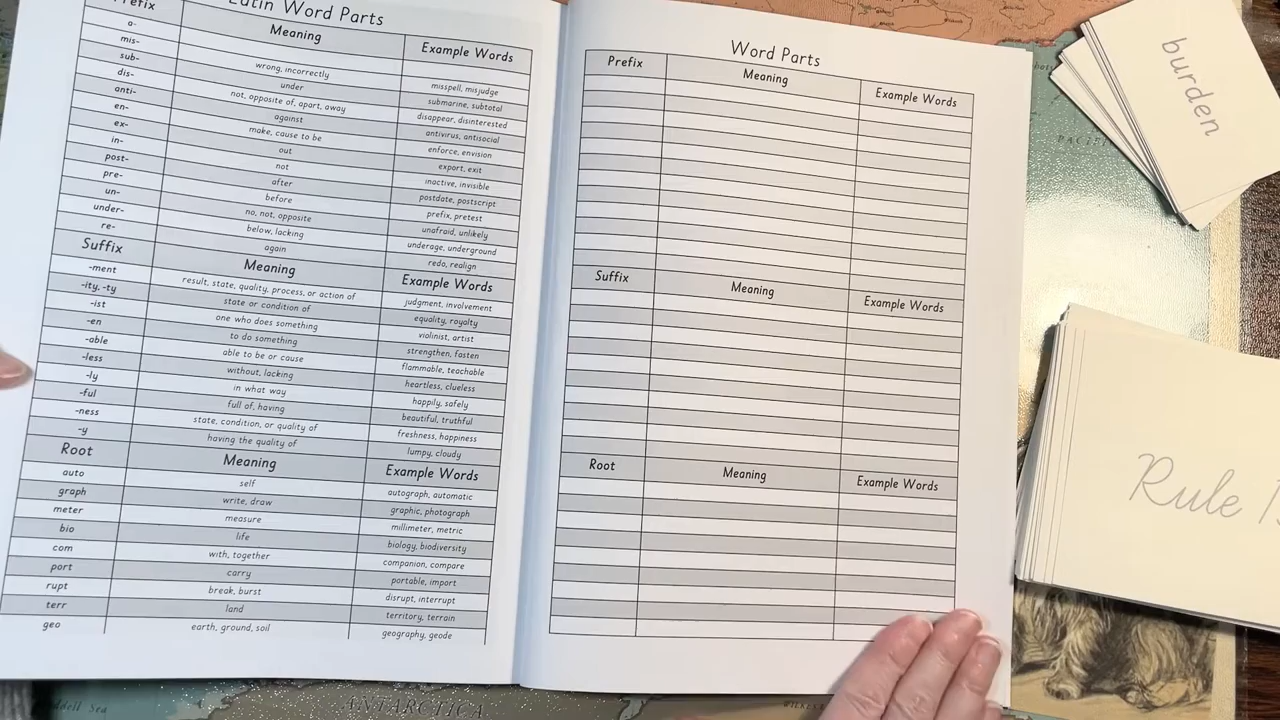 Latin Word Parts
Prefix Meaning Example Words
mis- wrong, incorrectly misspell, misjudge
sub- under submarine, subtotal
dis- not, opposite of, apart, away disappear, disinterested
anti- against antivirus, antisocial
en- make, cause to be enforce, envision
ex- out export, exit
in- not inactive, invisible
post- after postdate, postscript
pre- before prefix, pretest
un- no, not, opposite unafraid, unlikely
under- below, lacking underage, underground
re- again redo, realign
Suffix Meaning Example Words
-ment result, state, quality, process, or action of judgment, involvement
-ity, -ty state or condition of equality, royalty
-ist one who does something violinist, artist
-en to do something strengthen, fasten
-able able to be or cause flammable, teachable
-less without, lacking heartless, clueless
-ly in what way happily, safely
-ful full of, having beautiful, truthful
-ness state, condition, or quality of freshness, happiness
-y having the quality of lumpy, cloudy
Root Meaning Example Words
auto self autograph, automatic
graph write, draw graphic, photograph
meter measure millimeter, metric
bio life biology, biodiversity
com with, together companion, compare
port carry portable, import
rupt break, burst disrupt, interrupt
terr land territory, terrain
geo earth, ground, soil geography, geode
Word Parts
Prefix Meaning Example Words
Suffix Meaning Example Words
Root Meaning Example Words
burden
Rule
ANTARCTICA
Sea